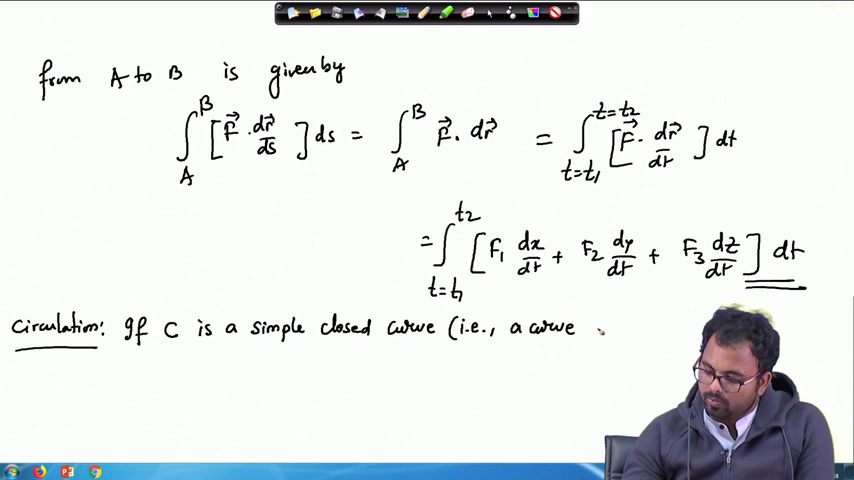 from A to B is given by
∫_A^B [F⃗ · dr⃗/ds] ds = ∫_A^B F⃗ · dr⃗ = ∫_{t=t₁}^{t=t₂} [F⃗ · dr⃗/dt] dt
= ∫_{t=t₁}^{t₂} [F₁ dx/dt + F₂ dy/dt + F₃ dz/dt] dt
Circulation: If C is a simple closed curve (i.e., a curve